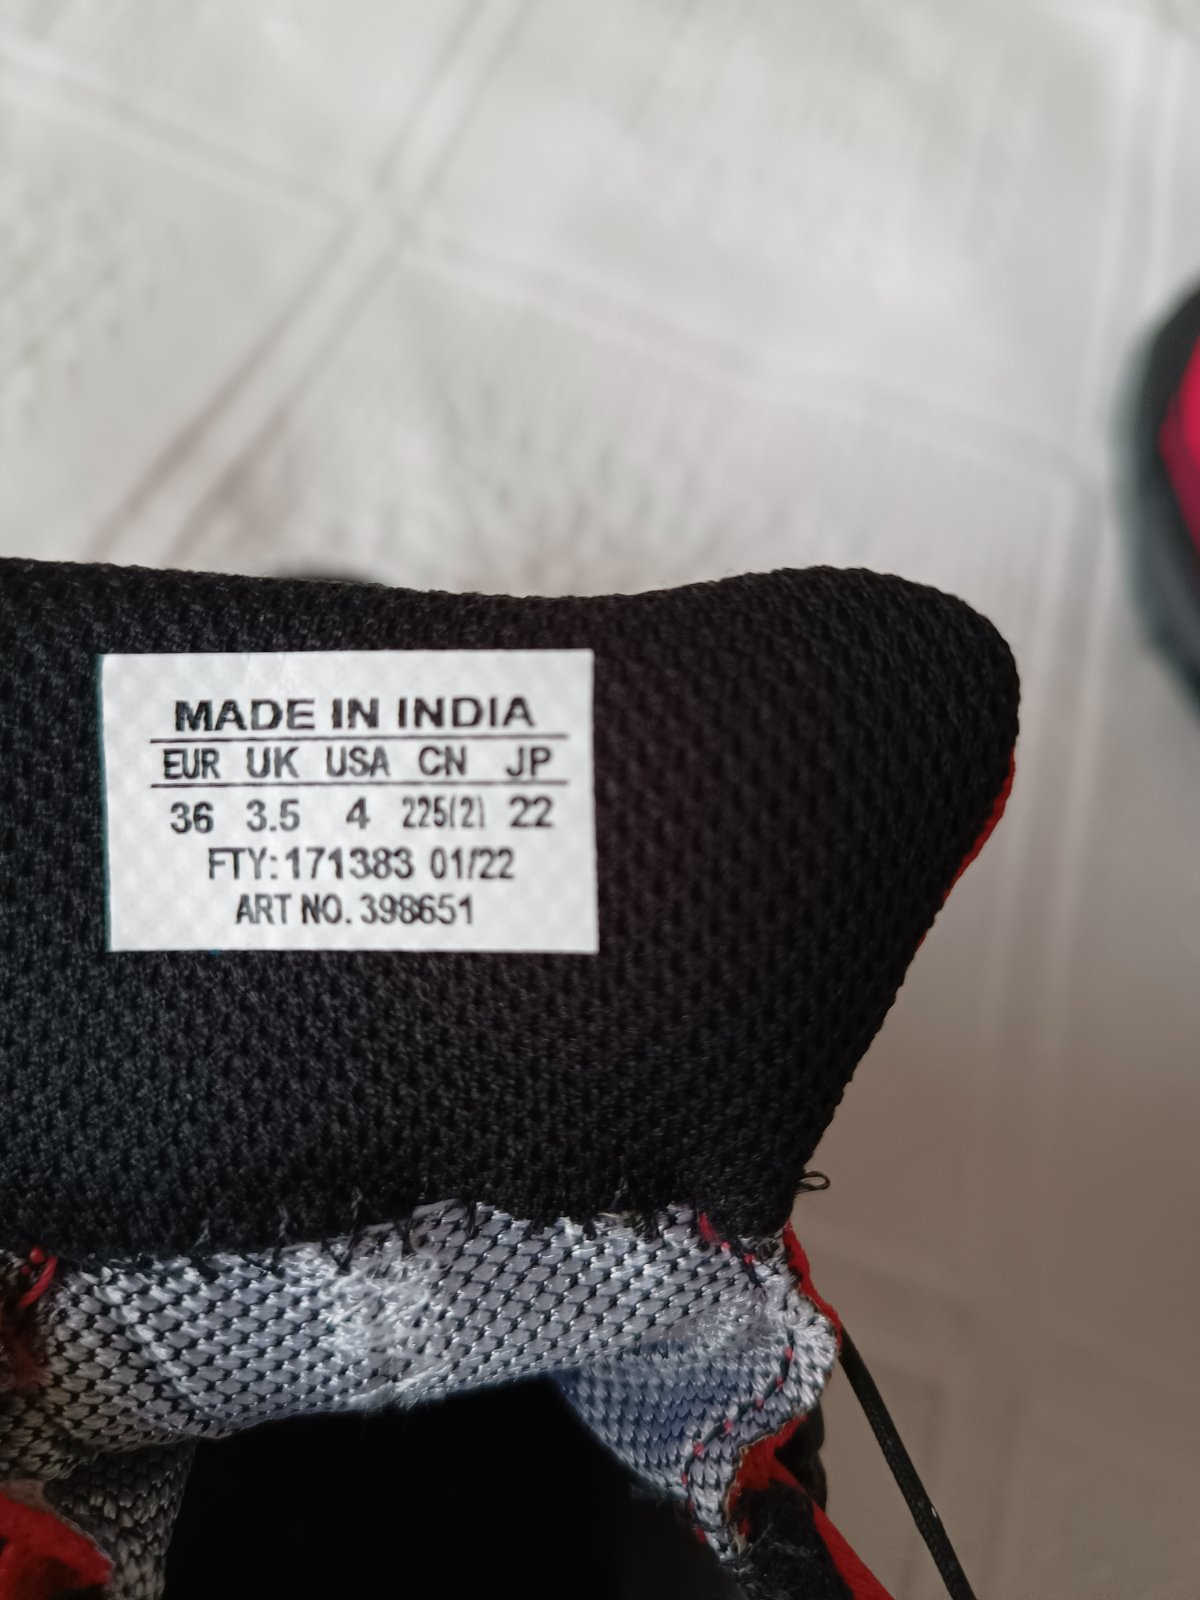 MADE IN INDIA
EUR UK USA CN JP
36 3.5 4 225(2) 22
FTY: 171383 01/22
ART NO. 398651